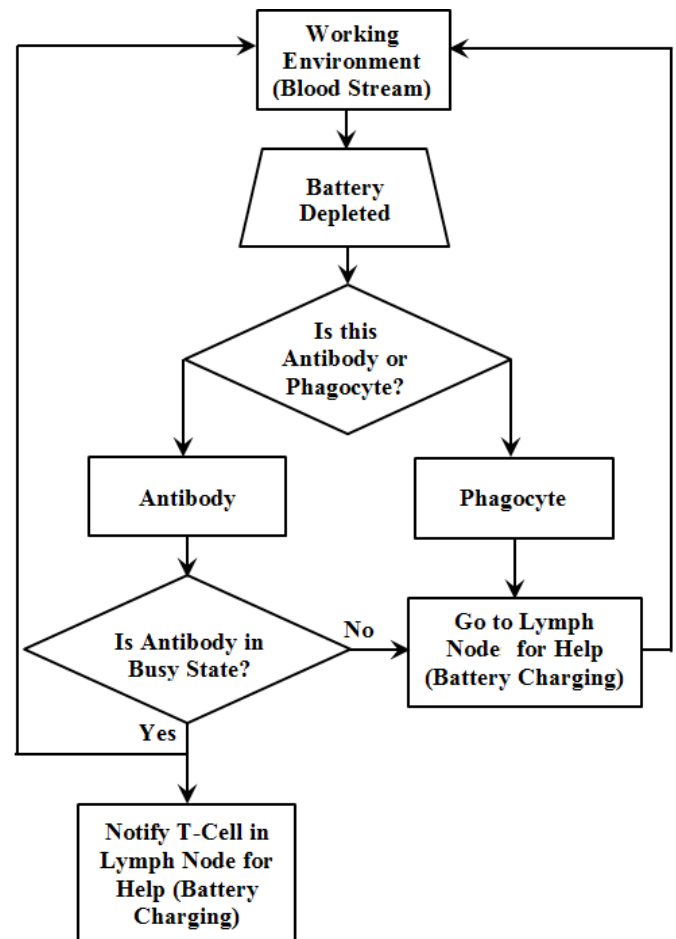 Working
Environment
(Blood Stream)
Battery
Depleted
Is this
Antibody or
Phagocyte?
Antibody
Phagocyte
Is Antibody in
Busy State?
No
Go to Lymph
Node for Help
(Battery Charging)
Yes
Notify T-Cell in
Lymph Node for
Help (Battery
Charging)